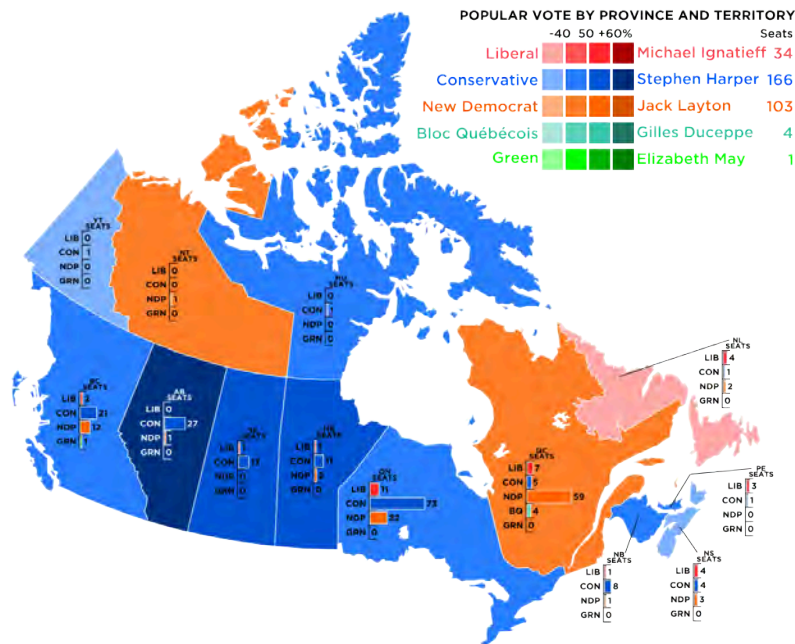 POPULAR VOTE BY PROVINCE AND TERRITORY
-40 50 +60% Seats
Liberal Michael Ignatieff 34
Conservative Stephen Harper 166
New Democrat Jack Layton 103
Bloc Québécois Gilles Duceppe 4
Green Elizabeth May 1
YT
SEATS
LIB 0
CON 1
NDP 0
GRN 0
NT
SEATS
LIB 0
CON 0
NDP 1
GRN 0
NU
SEATS
LIB 0
CON 1
NDP 0
GRN 0
BC
SEATS
LIB 2
CON 21
NDP 12
GRN 1
AB
SEATS
LIB 0
CON 27
NDP 1
GRN 0
SEATS
LIB 1
CON 13
NDP 0
GRN 0
SEATS
LIB 1
CON 11
NDP 2
GRN 0
ON
SEATS
LIB 11
CON 73
NDP 22
GRN 0
QC
SEATS
LIB 7
CON 5
NDP 59
BQ 4
GRN 0
NL
SEATS
LIB 4
CON 1
NDP 2
GRN 0
PE
SEATS
LIB 3
CON 1
NDP 0
GRN 0
NB
SEATS
LIB 1
CON 8
NDP 1
GRN 0
NS
SEATS
LIB 4
CON 4
NDP 3
GRN 0